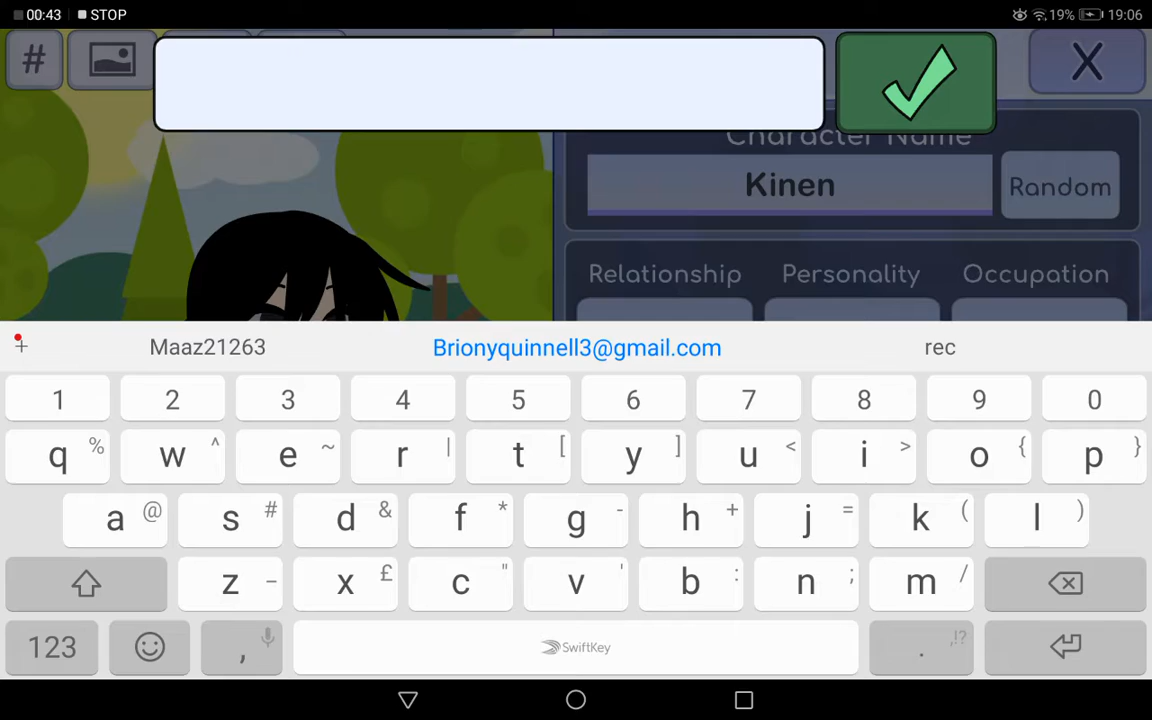 00:43 STOP 19% 19:06
#
X
Character Name
Kinen Random
Relationship Personality Occupation
Maaz21263 Brionyquinnell3@gmail.com rec
1 2 3 4 5 6 7 8 9 0
q % w ^ e ~ r | t [ y ] u < i > o { p }
a @ s # d & f * g - h + j = k ( l )
z _ x £ c " v ' b : n ; m /
123 , SwiftKey . ,!?